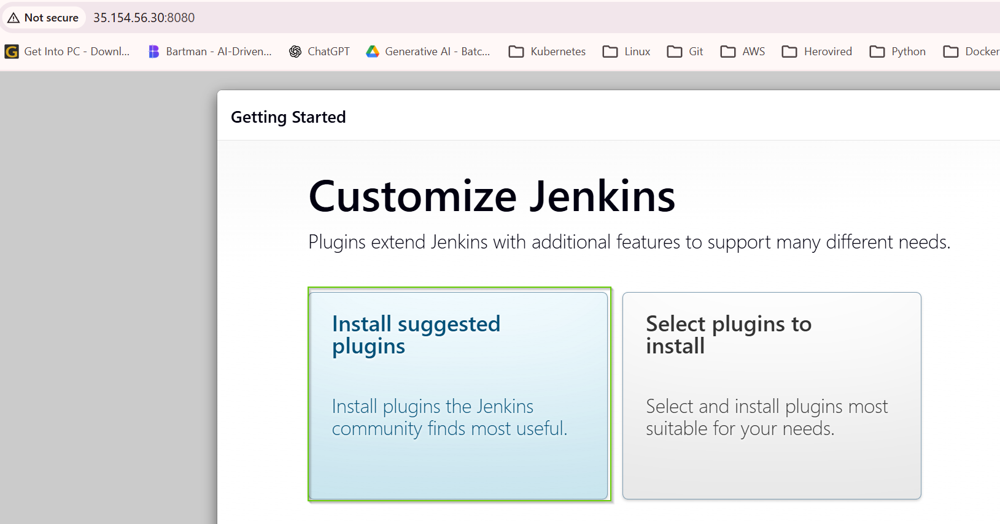 Not secure 35.154.56.30:8080
Get Into PC - Downl... Bartman - AI-Driven... ChatGPT Generative AI - Batc... Kubernetes Linux Git AWS Herovired Python Docker
Getting Started
Customize Jenkins
Plugins extend Jenkins with additional features to support many different needs.
Install suggested
plugins
Install plugins the Jenkins
community finds most useful.
Select plugins to
install
Select and install plugins most
suitable for your needs.